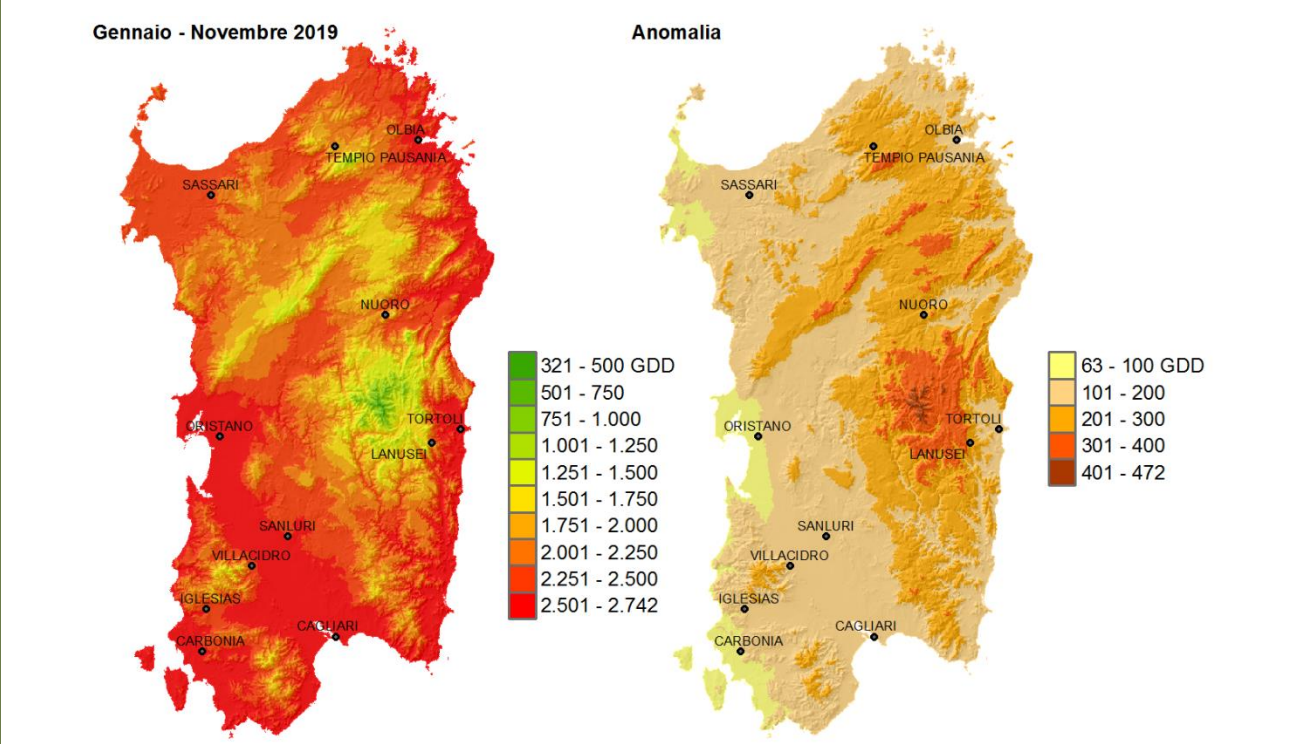 Gennaio - Novembre 2019
OLBIA
TEMPIO PAUSANIA
SASSARI
NUORO
ORISTANO
TORTOLI
LANUSEI
SANLURI
VILLACIDRO
IGLESIAS
CAGLIARI
CARBONIA
321 - 500 GDD
501 - 750
751 - 1.000
1.001 - 1.250
1.251 - 1.500
1.501 - 1.750
1.751 - 2.000
2.001 - 2.250
2.251 - 2.500
2.501 - 2.742
Anomalia
OLBIA
TEMPIO PAUSANIA
SASSARI
NUORO
ORISTANO
TORTOLI
LANUSEI
SANLURI
VILLACIDRO
IGLESIAS
CAGLIARI
CARBONIA
63 - 100 GDD
101 - 200
201 - 300
301 - 400
401 - 472